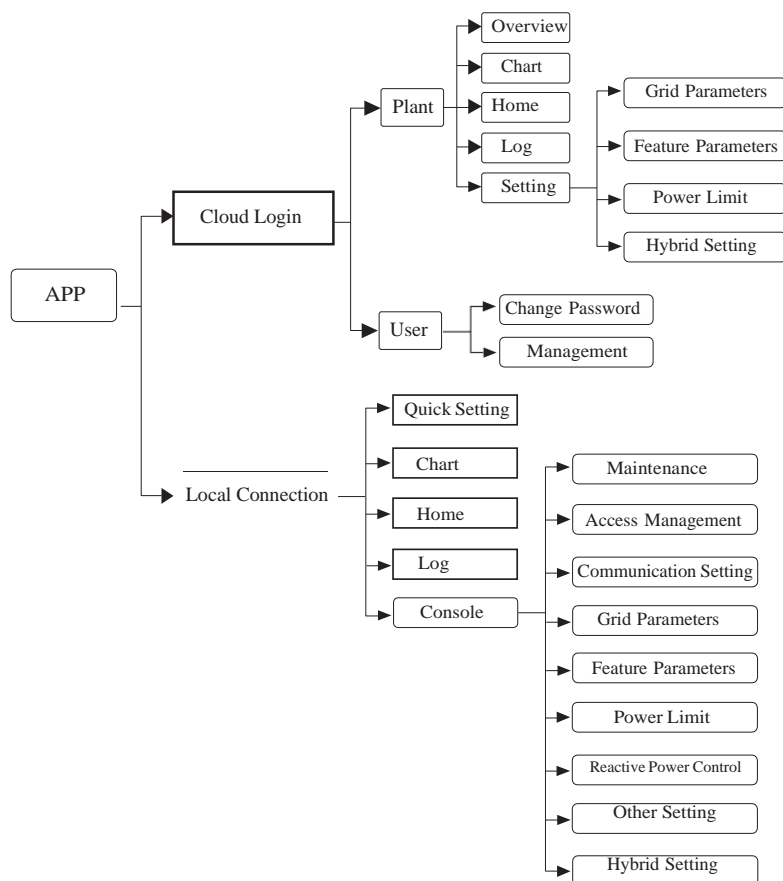 Overview
Chart
Plant
Home
Log
Setting
Grid Parameters
Feature Parameters
Power Limit
Hybrid Setting
Cloud Login
APP
User
Change Password
Management
Quick Setting
Chart
Local Connection
Home
Log
Console
Maintenance
Access Management
Communication Setting
Grid Parameters
Feature Parameters
Power Limit
Reactive Power Control
Other Setting
Hybrid Setting